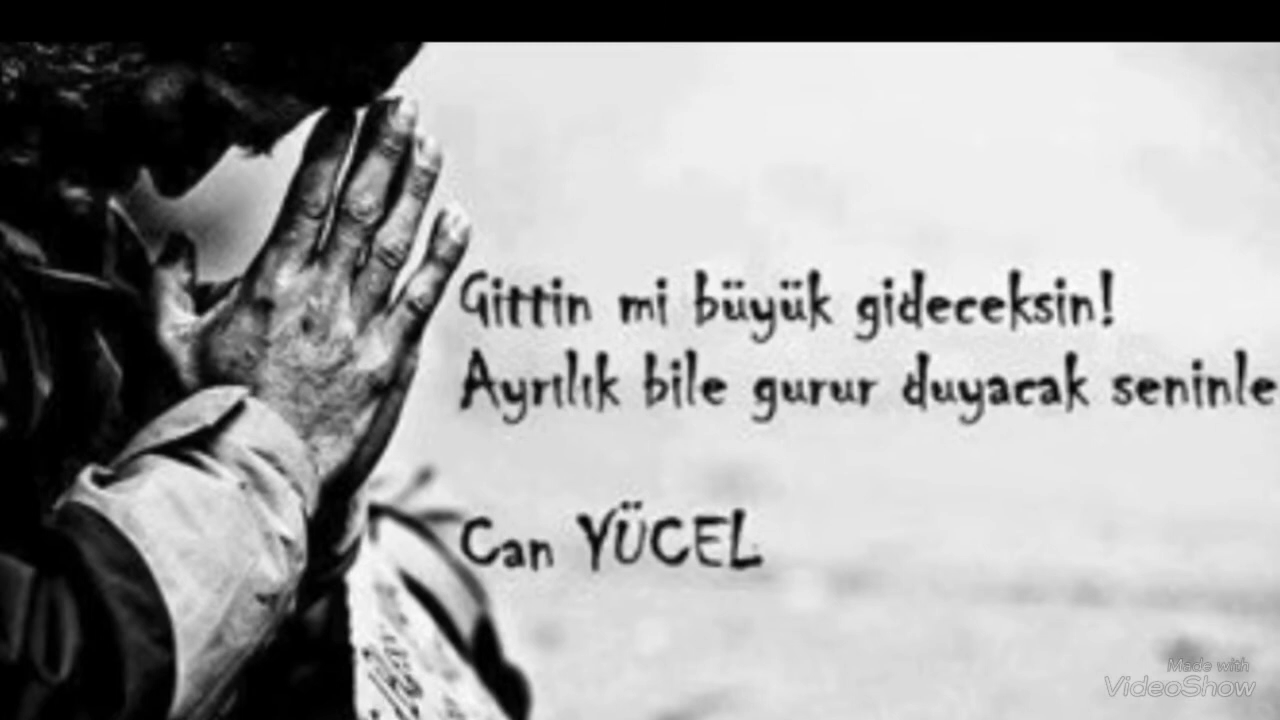 Gittin mi büyük gideceksin!
Ayrılık bile gurur duyacak seninle
Can YÜCEL
Made with
VideoShow